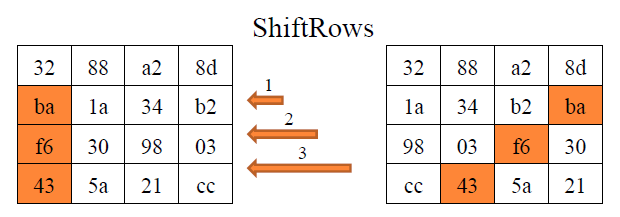 ShiftRows
32 88 a2 8d
ba 1a 34 b2
f6 30 98 03
43 5a 21 cc
1
2
3
32 88 a2 8d
1a 34 b2 ba
98 03 f6 30
cc 43 5a 21